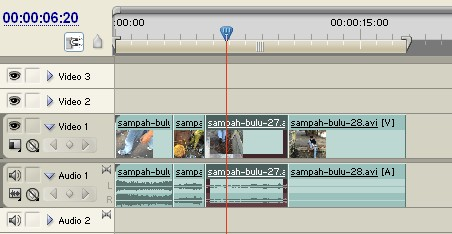 00:00:06:20
:00:00
00:00:15:00
Video 3
Video 2
Video 1
sampah-bulu
sampa
sampah-bulu-27.a
sampah-bulu-28.avi [V]
Audio 1
L
R
sampah-bulu
sampa
sampah-bulu-27.a
sampah-bulu-28.avi [A]
Audio 2